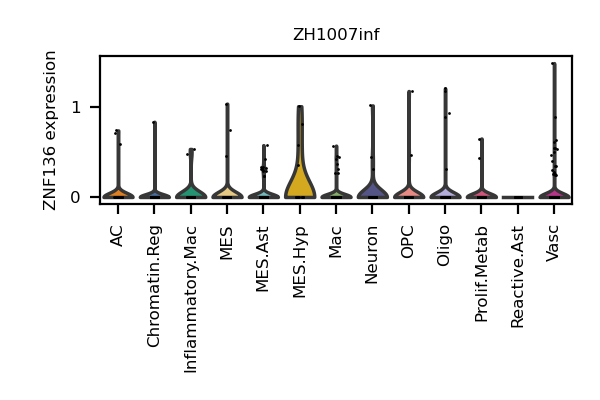 ZH1007inf
ZNF136 expression
1
0
AC
Chromatin.Reg
Inflammatory.Mac
MES
MES.Ast
MES.Hyp
Mac
Neuron
OPC
Oligo
Prolif.Metab
Reactive.Ast
Vasc